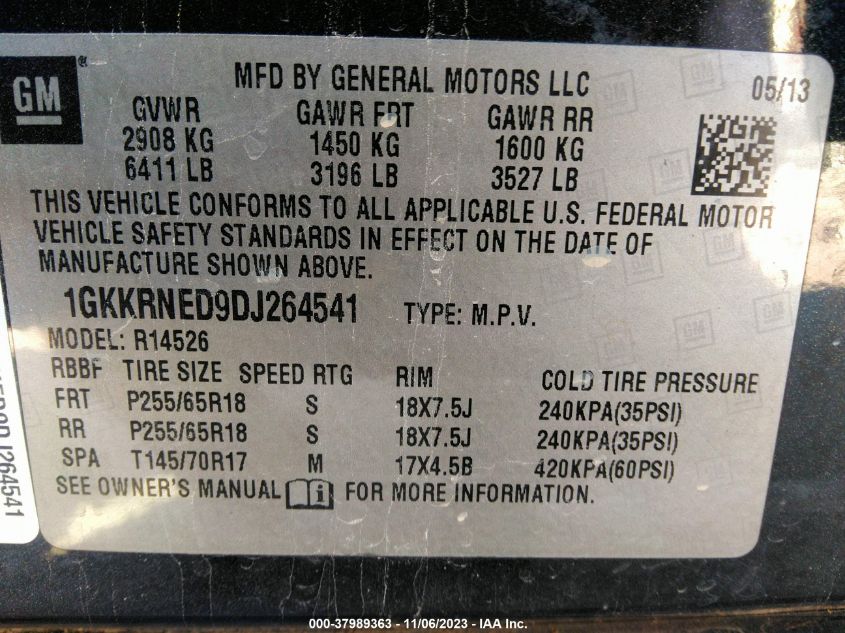 GM ®
MFD BY GENERAL MOTORS LLC 05/13
GVWR GAWR FRT GAWR RR
2908 KG 1450 KG 1600 KG
6411 LB 3196 LB 3527 LB
THIS VEHICLE CONFORMS TO ALL APPLICABLE U.S. FEDERAL MOTOR
VEHICLE SAFETY STANDARDS IN EFFECT ON THE DATE OF
MANUFACTURE SHOWN ABOVE.
1GKKRNED9DJ264541 TYPE: M.P.V.
MODEL: R14526
RBBF TIRE SIZE SPEED RTG RIM COLD TIRE PRESSURE
FRT P255/65R18 S 18X7.5J 240KPA(35PSI)
RR P255/65R18 S 18X7.5J 240KPA(35PSI)
SPA T145/70R17 M 17X4.5B 420KPA(60PSI)
SEE OWNER'S MANUAL i FOR MORE INFORMATION.
J264541
000-37989363 - 11/06/2023 - IAA Inc.